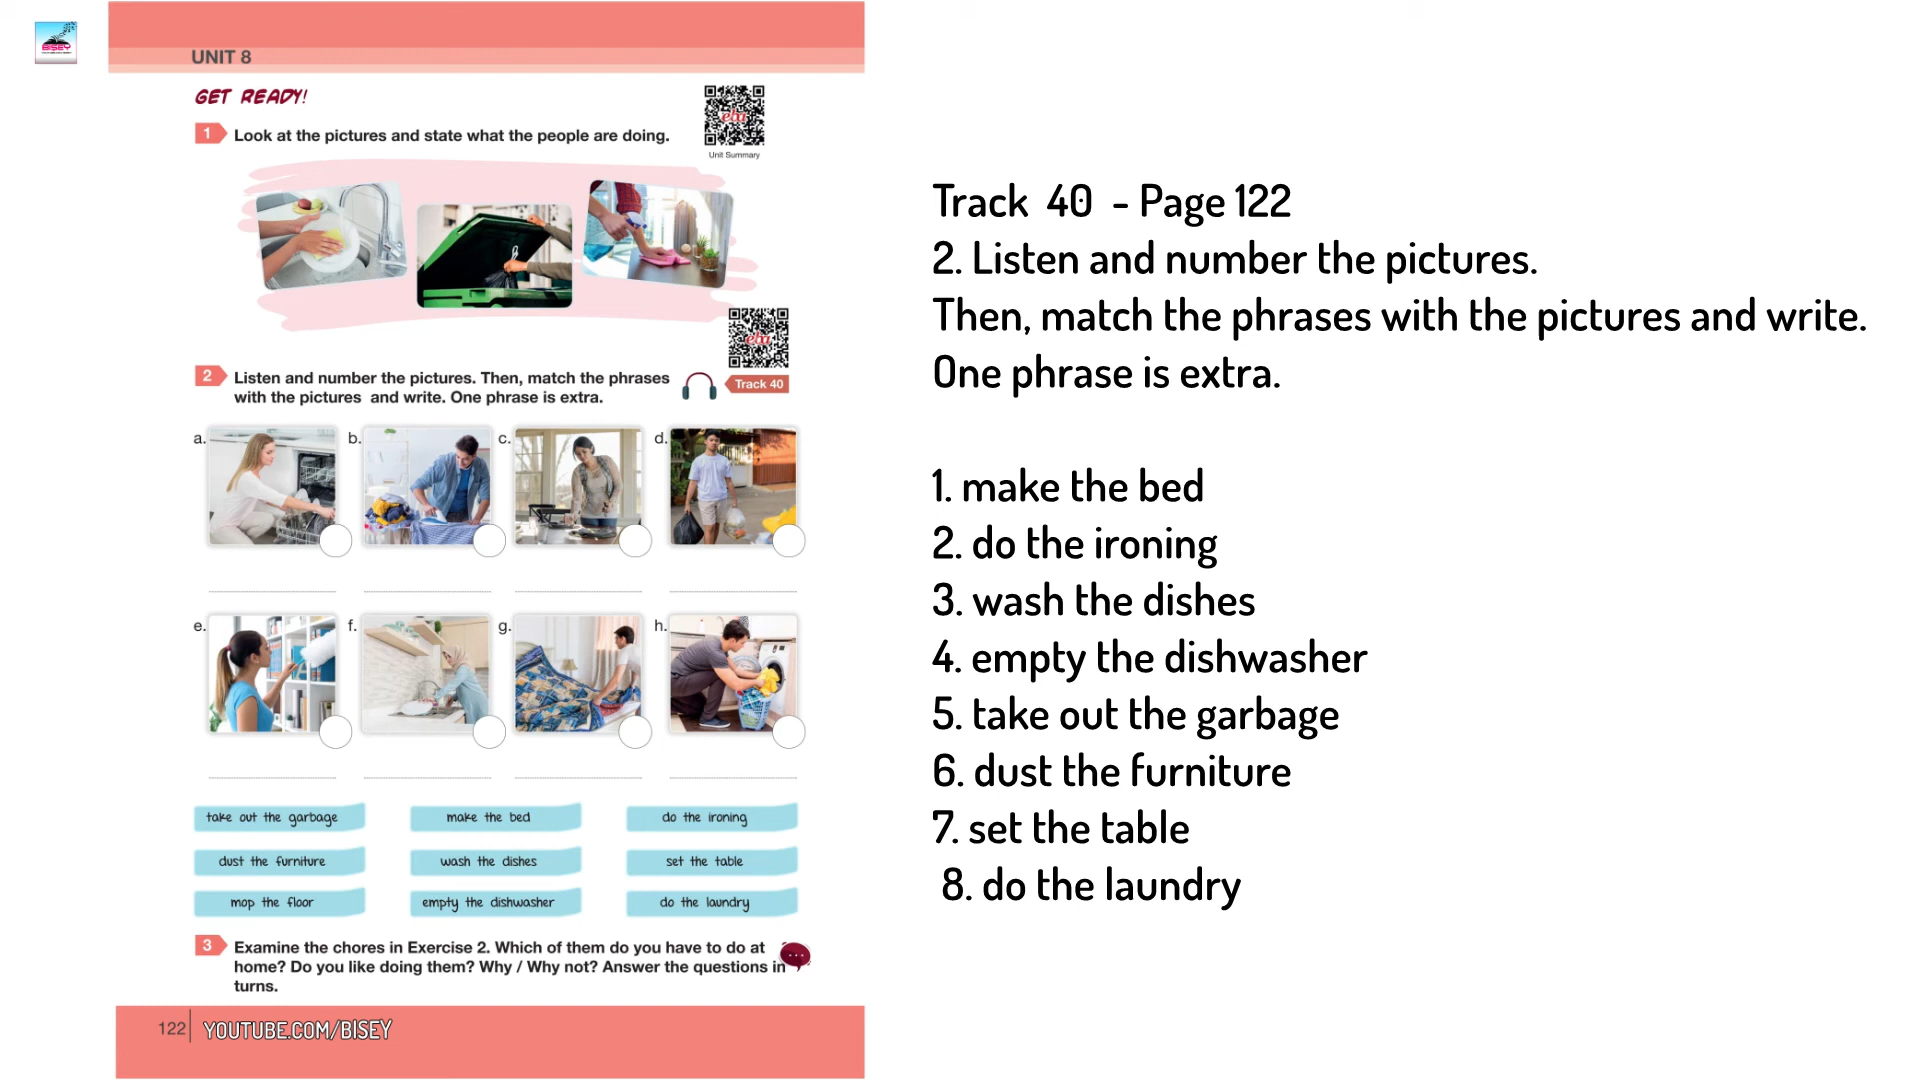 BISEY
UNIT 8
GET READY!
1 Look at the pictures and state what the people are doing.
eba
Unit Summary
eba
2 Listen and number the pictures. Then, match the phrases
with the pictures and write. One phrase is extra.
Track 40
a. b. c. d.
e. f. g. h.
take out the garbage make the bed do the ironing
dust the furniture wash the dishes set the table
mop the floor empty the dishwasher do the laundry
3 Examine the chores in Exercise 2. Which of them do you have to do at
home? Do you like doing them? Why / Why not? Answer the questions in
turns.
122 YOUTUBE.COM/BISEY
Track 40 - Page 122
2. Listen and number the pictures.
Then, match the phrases with the pictures and write.
One phrase is extra.
1. make the bed
2. do the ironing
3. wash the dishes
4. empty the dishwasher
5. take out the garbage
6. dust the furniture
7. set the table
8. do the laundry